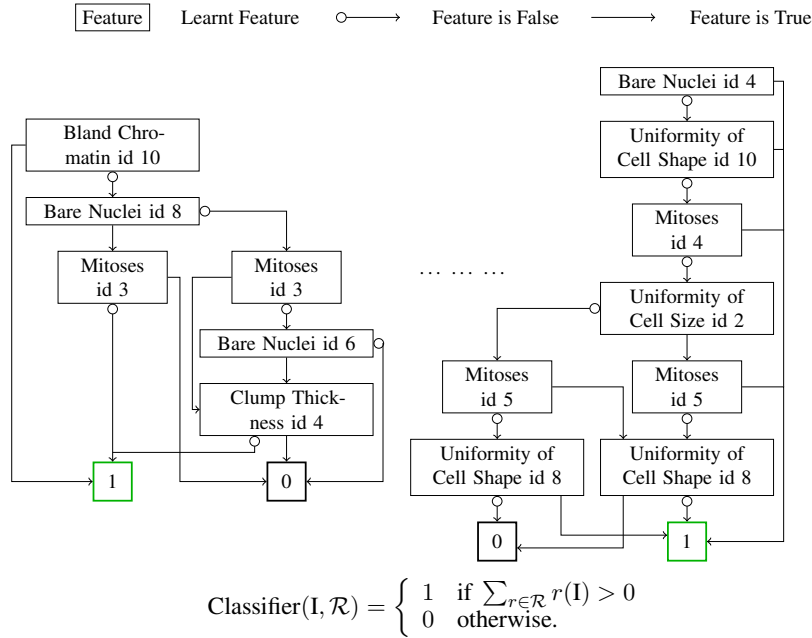 Feature Learnt Feature Feature is False Feature is True
Bland Chro-
matin id 10
Bare Nuclei id 8
Mitoses
id 3
Mitoses
id 3
Bare Nuclei id 6
Clump Thick-
ness id 4
1
0
... ... ...
Bare Nuclei id 4
Uniformity of
Cell Shape id 10
Mitoses
id 4
Uniformity of
Cell Size id 2
Mitoses
id 5
Mitoses
id 5
Uniformity of
Cell Shape id 8
Uniformity of
Cell Shape id 8
0
1
Classifier(I, ℛ) = { 1 if ∑_{r∈ℛ} r(I) > 0
0 otherwise.